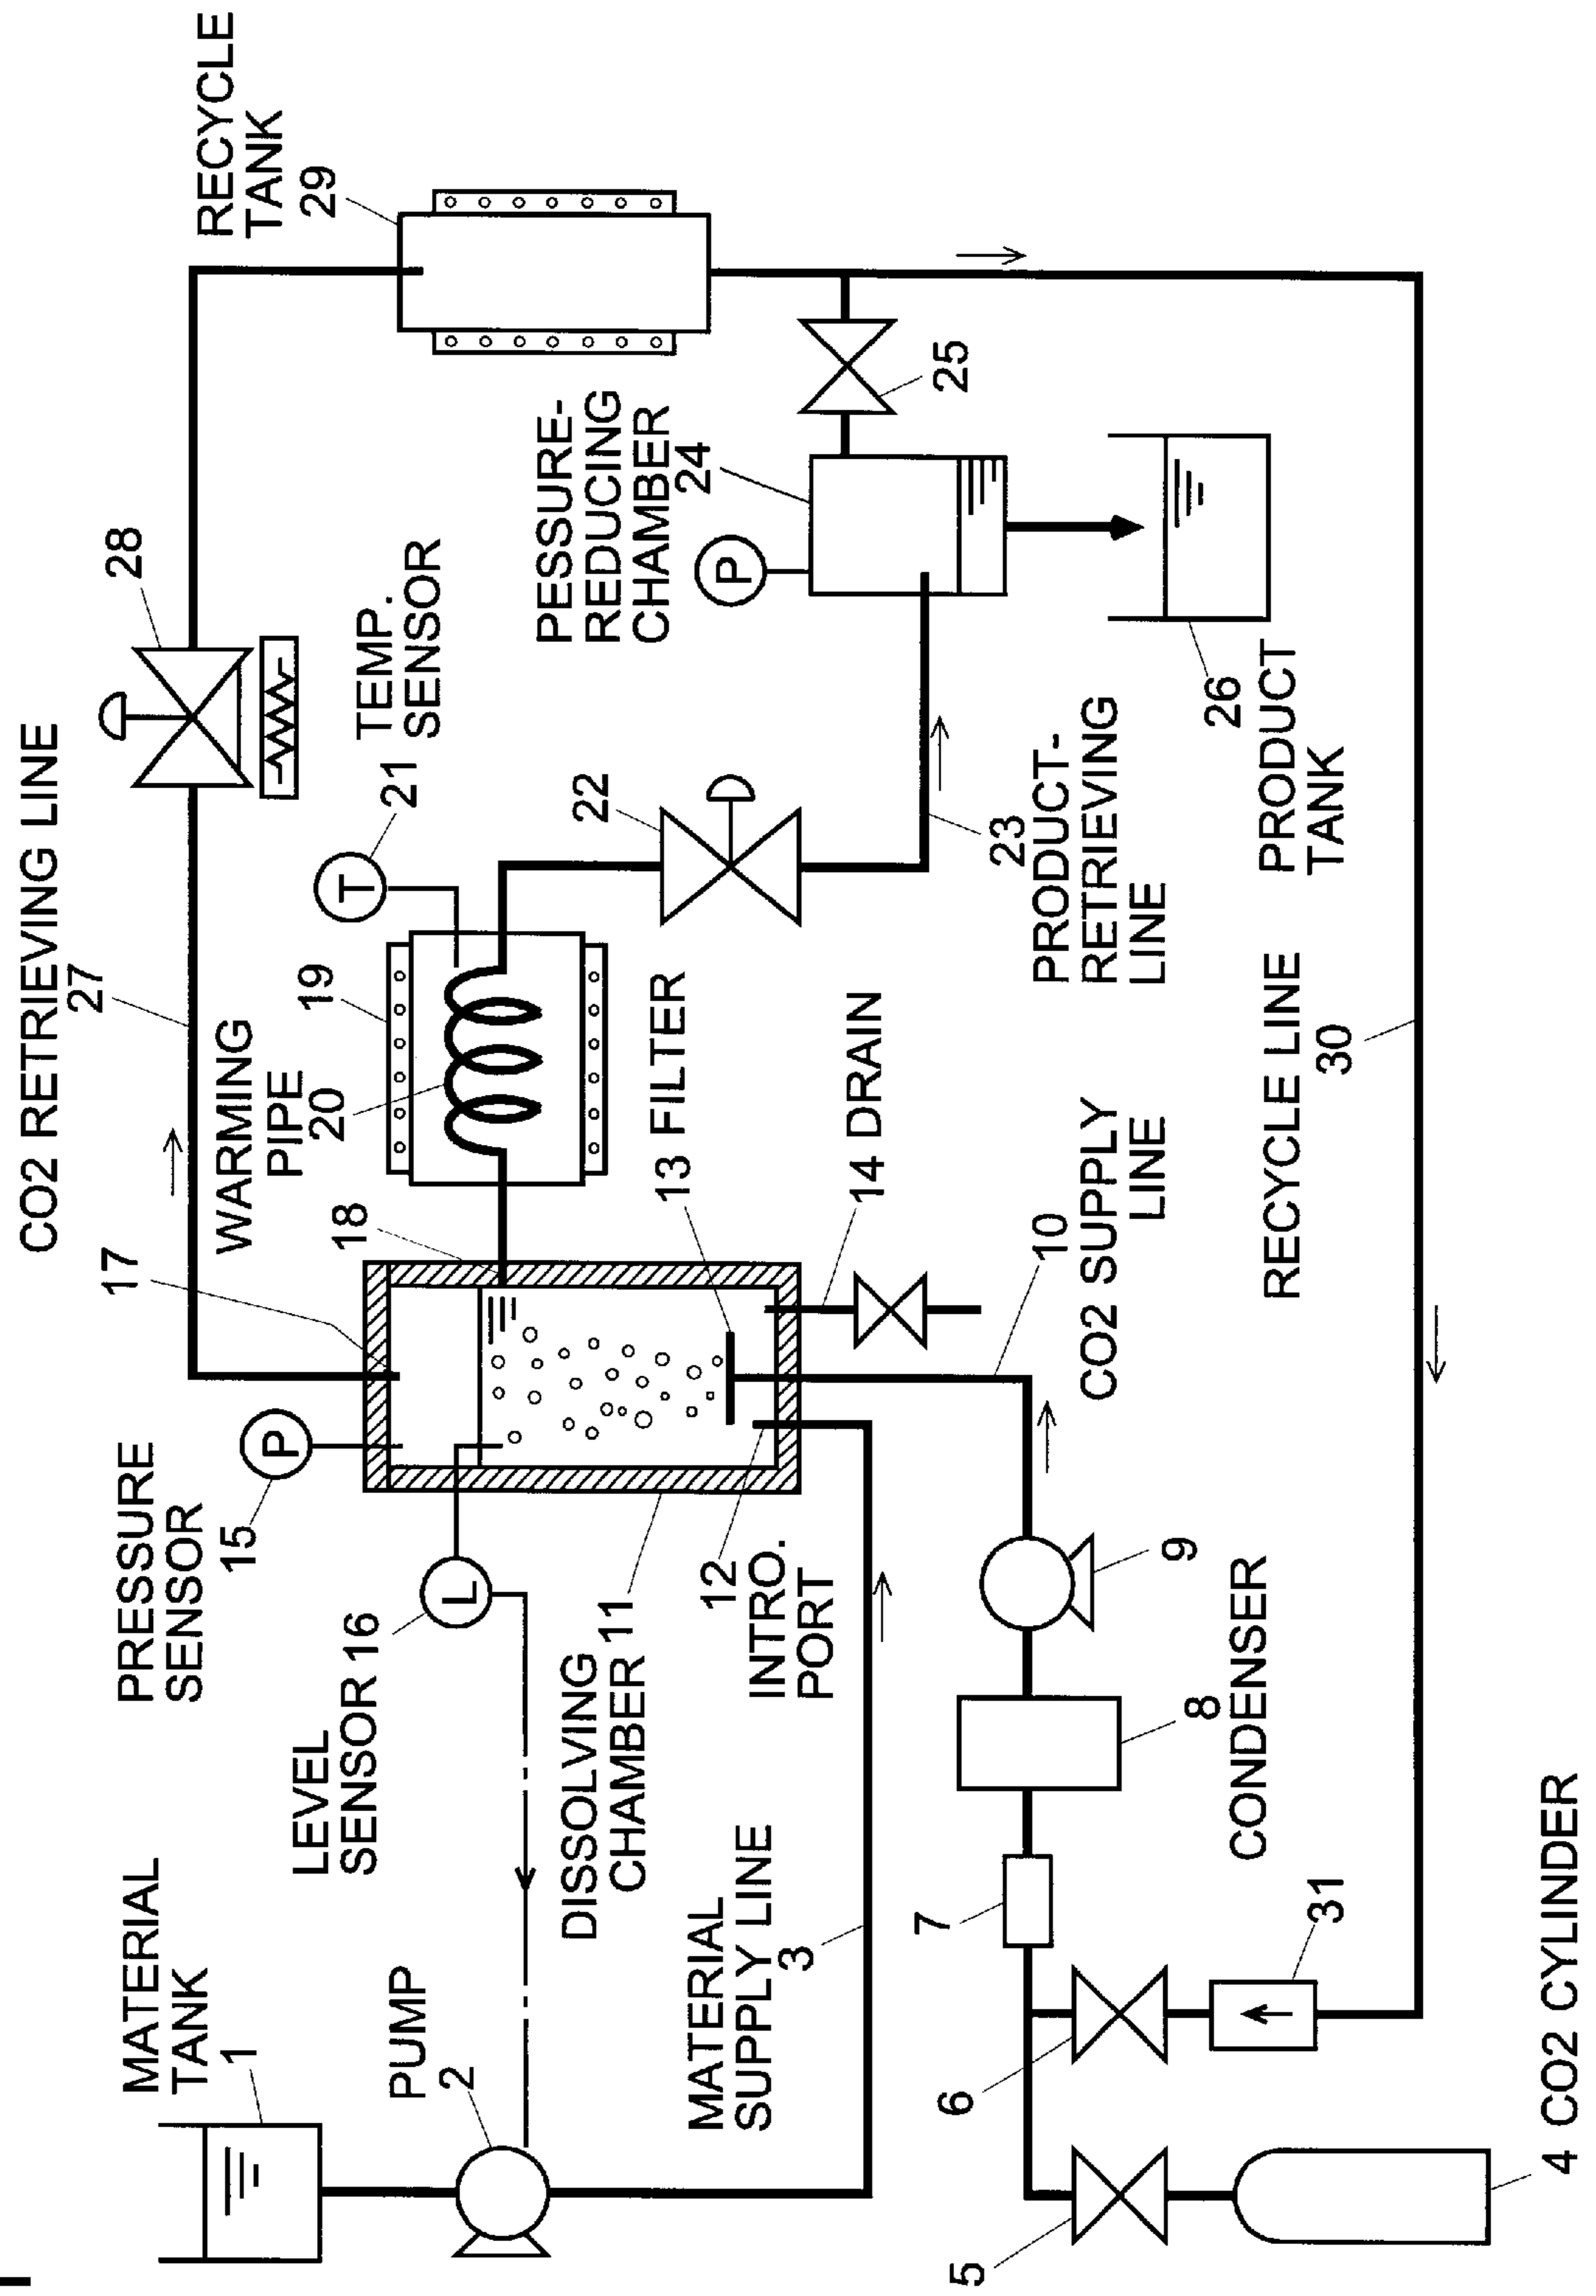 MATERIAL
TANK
1
PUMP
2
MATERIAL
SUPPLY LINE
3
4 CO2 CYLINDER
5
6
7
8
CONDENSER
9
10
CO2 SUPPLY
LINE
DISSOLVING
CHAMBER 11
12
INTRO.
PORT
13 FILTER
14 DRAIN
PRESSURE
SENSOR
15
P
LEVEL
SENSOR 16
L
17
18
19
WARMING
PIPE
20
TEMP.
SENSOR
21
T
22
23
PRODUCT-
RETRIEVING
LINE
PESSURE-
REDUCING
CHAMBER
24
P
25
26
PRODUCT
TANK
CO2 RETRIEVING LINE
27
28
RECYCLE
TANK
29
RECYCLE LINE
30
31